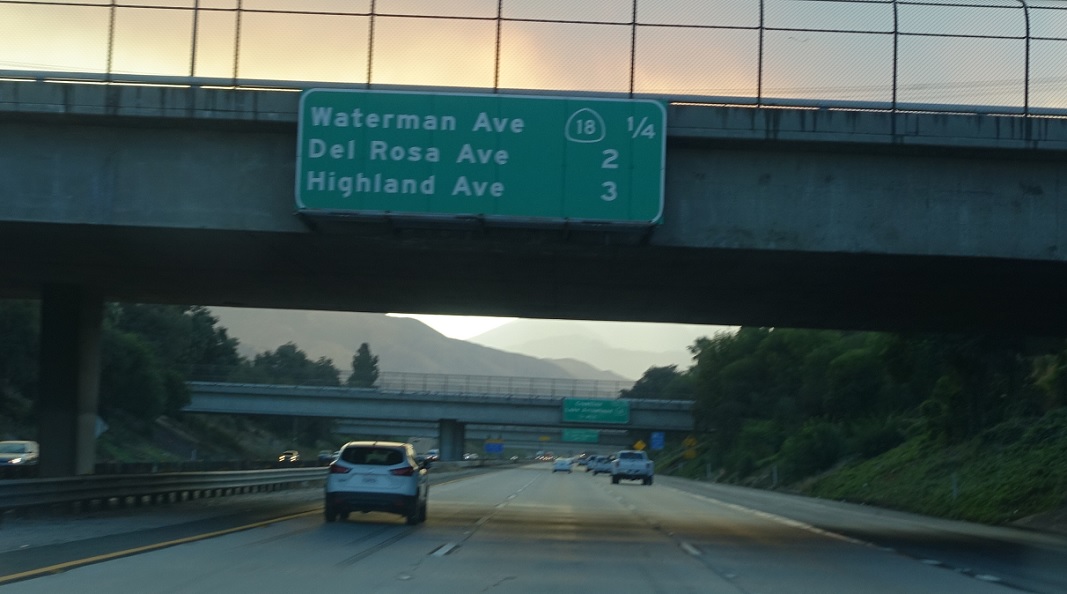 Waterman Ave 18 1/4
Del Rosa Ave 2
Highland Ave 3